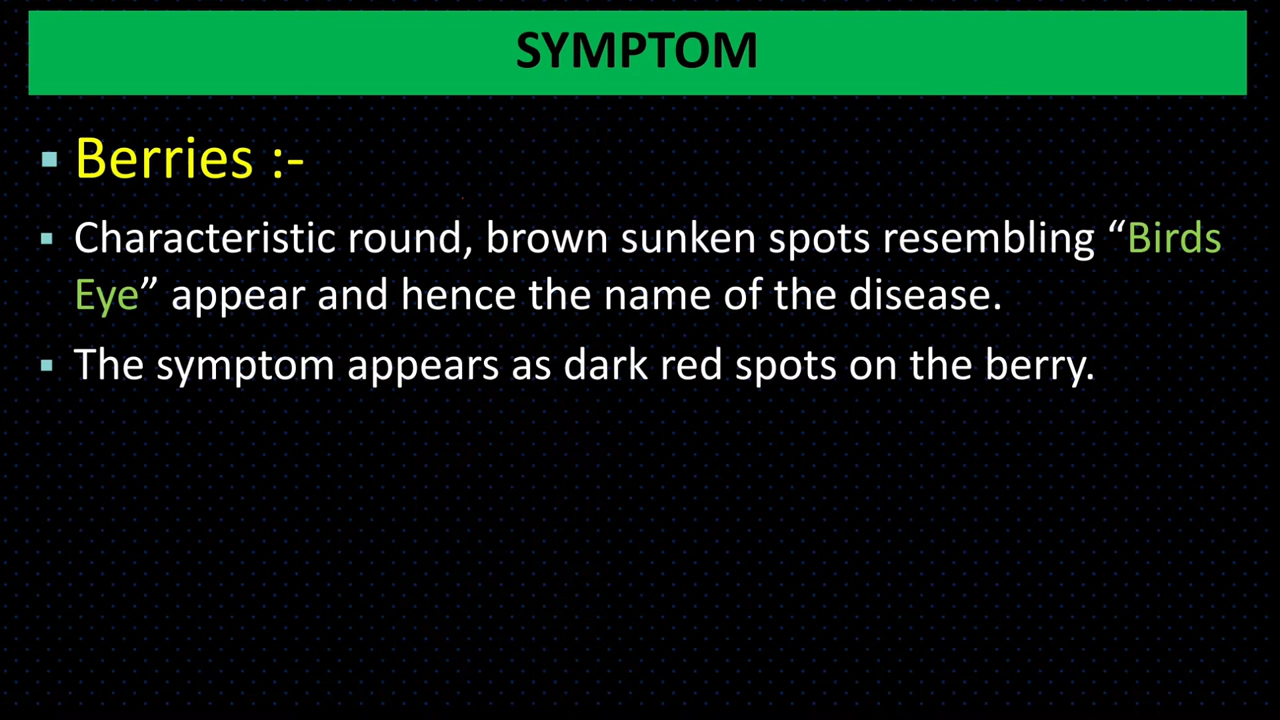 SYMPTOM
▪ Berries :-
▪ Characteristic round, brown sunken spots resembling “Birds
Eye” appear and hence the name of the disease.
▪ The symptom appears as dark red spots on the berry.